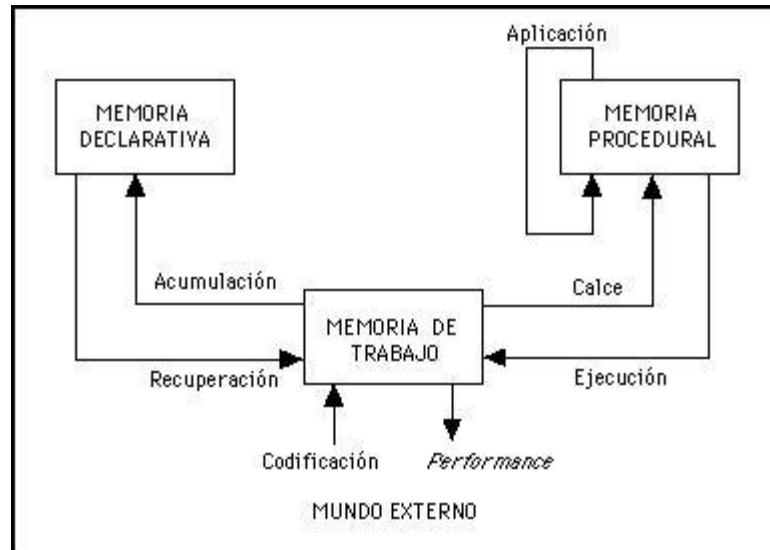 Aplicación
MEMORIA
DECLARATIVA
MEMORIA
PROCEDURAL
Acumulación
Calce
MEMORIA DE
TRABAJO
Recuperación
Ejecución
Codificación
Performance
MUNDO EXTERNO